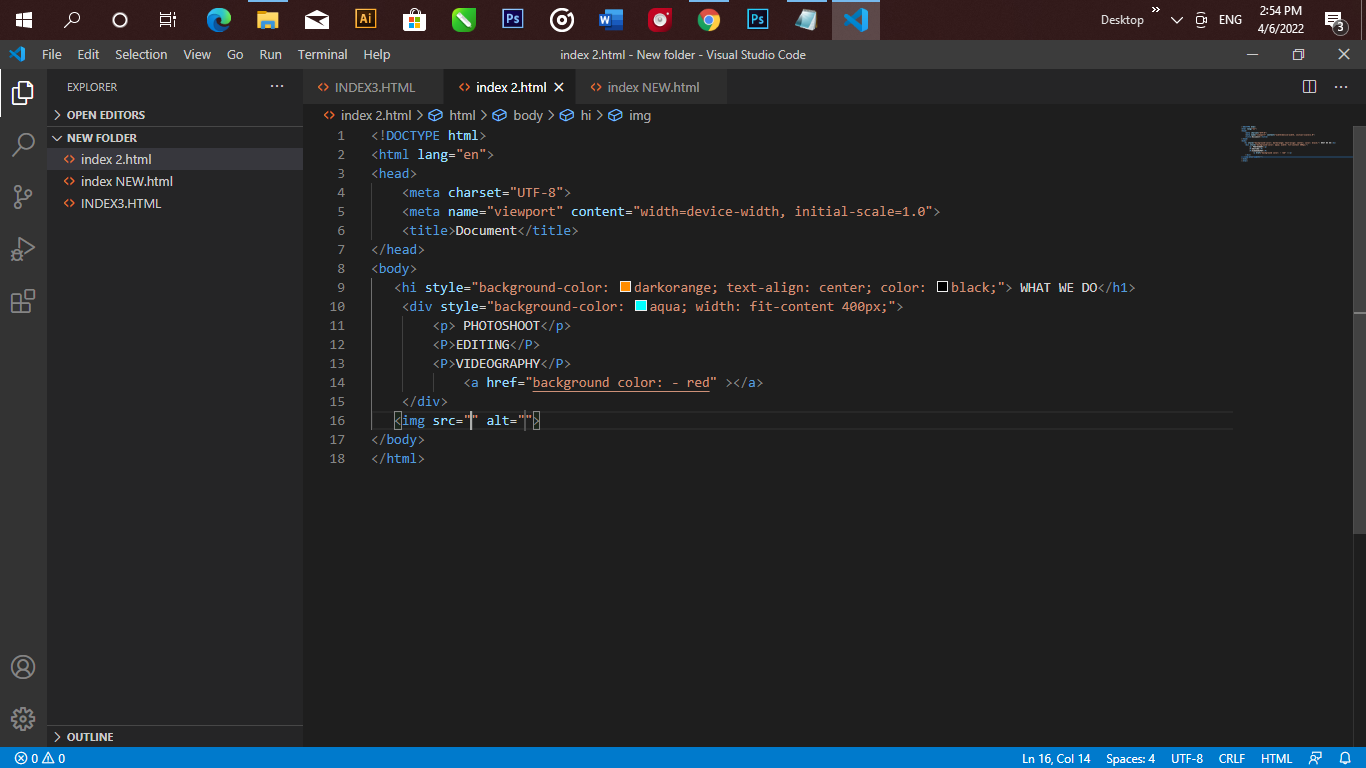 Desktop
ENG
2:54 PM
4/6/2022
3
Ai
Ps
W
Ps
File Edit Selection View Go Run Terminal Help
index 2.html - New folder - Visual Studio Code
EXPLORER
OPEN EDITORS
NEW FOLDER
index 2.html
index NEW.html
INDEX3.HTML
OUTLINE
INDEX3.HTML
index 2.html
index NEW.html
index 2.html > html > body > hi > img
1 <!DOCTYPE html>
2 <html lang="en">
3 <head>
4 <meta charset="UTF-8">
5 <meta name="viewport" content="width=device-width, initial-scale=1.0">
6 <title>Document</title>
7 </head>
8 <body>
9 <hi style="background-color: darkorange; text-align: center; color: black;"> WHAT WE DO</h1>
10 <div style="background-color: aqua; width: fit-content 400px;">
11 <p> PHOTOSHOOT</p>
12 <P>EDITING</P>
13 <P>VIDEOGRAPHY</P>
14 <a href="background color: - red" ></a>
15 </div>
16 <img src="" alt="">
17 </body>
18 </html>
0 0
Ln 16, Col 14
Spaces: 4
UTF-8
CRLF
HTML